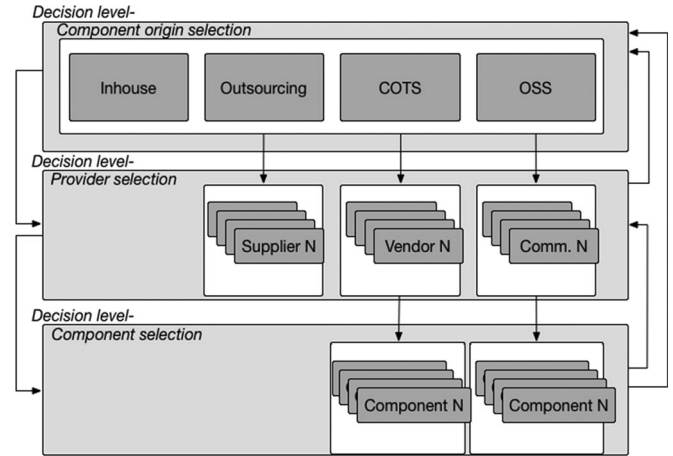 Decision level-
Component origin selection
Inhouse
Outsourcing
COTS
OSS
Decision level-
Provider selection
Supplier N
Vendor N
Comm. N
Decision level-
Component selection
Component N
Component N